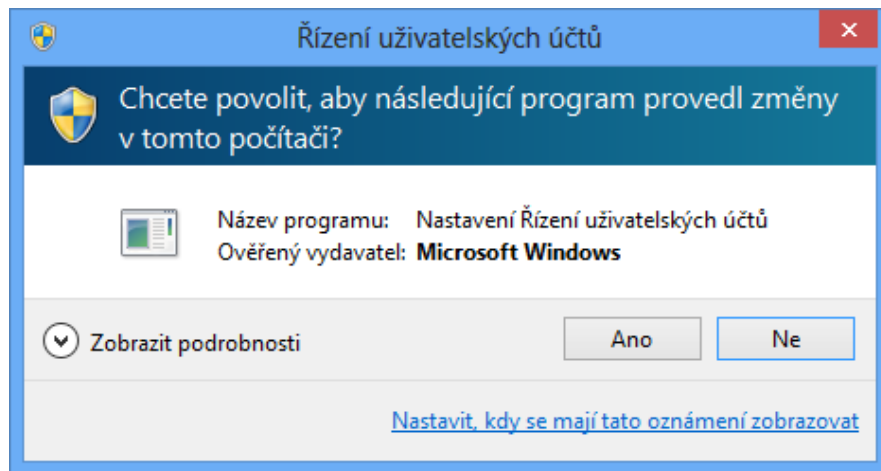 Řízení uživatelských účtů
Chcete povolit, aby následující program provedl změny
v tomto počítači?
Název programu: Nastavení Řízení uživatelských účtů
Ověřený vydavatel: Microsoft Windows
Zobrazit podrobnosti Ano Ne
Nastavit, kdy se mají tato oznámení zobrazovat